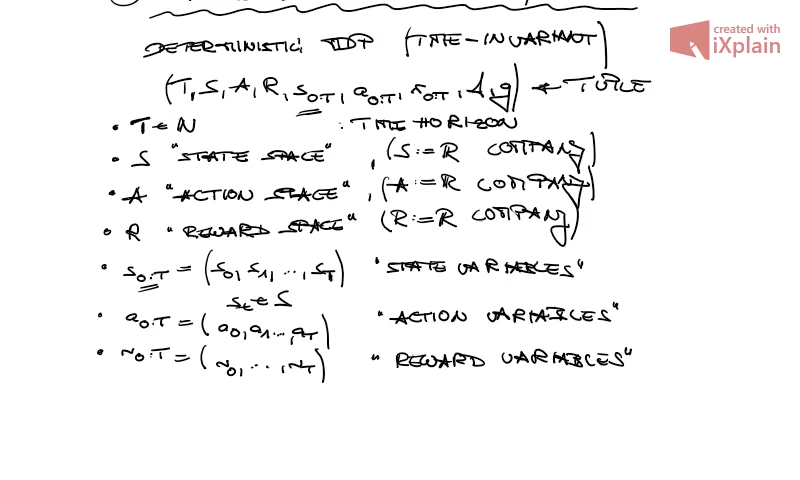 created with
iXplain
DETERMINISTIC MDP (TIME-INVARIANT)
(T, S, A, R, s0:T, a0:T, r0:T, f, g) ← TUPLE
• T ∈ N : TIME HORIZON
• S "STATE SPACE", (S := ℝ COMPANY)
• A "ACTION SPACE", (A := ℝ COMPANY)
• R "REWARD SPACE" (R := ℝ COMPANY)
• s0:T = (s0, s1, ..., sT) "STATE VARIABLES"
st ∈ S
• a0:T = (a0, a1 ..., aT) "ACTION VARIABLES"
• r0:T = (r0, ..., rT) "REWARD VARIABLES"